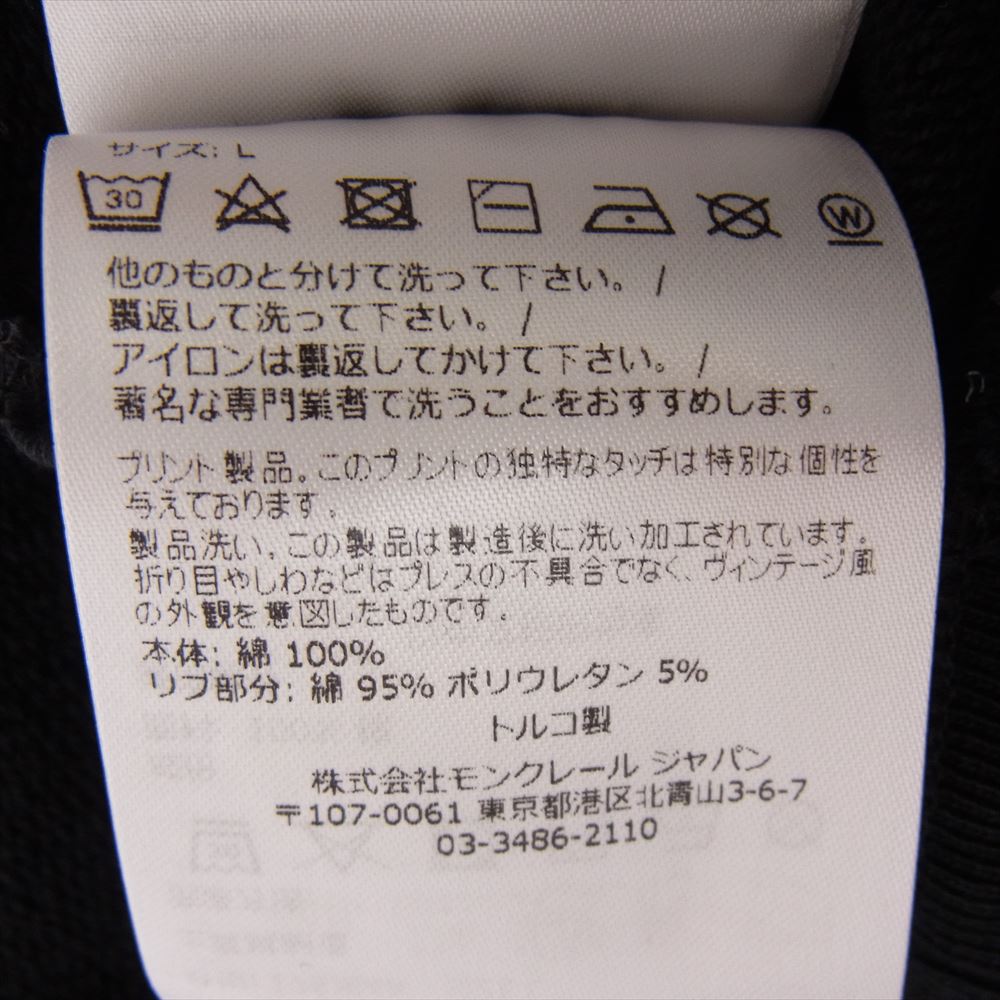 サイズ: L
30 W
他のものと分けて洗って下さい。 /
裏返して洗って下さい。 /
アイロンは裏返してかけて下さい。 /
著名な専門業者で洗うことをおすすめします。
プリント製品。このプリントの独特なタッチは特別な個性を
与えております。
製品洗い。この製品は製造後に洗い加工されています。
折り目やしわなどはプレスの不具合でなく、ヴィンテージ風
の外観を意図したものです。
本体: 綿 100%
リブ部分: 綿 95% ポリウレタン 5%
トルコ製
株式会社モンクレール ジャパン
〒107-0061 東京都港区北青山3-6-7
03-3486-2110